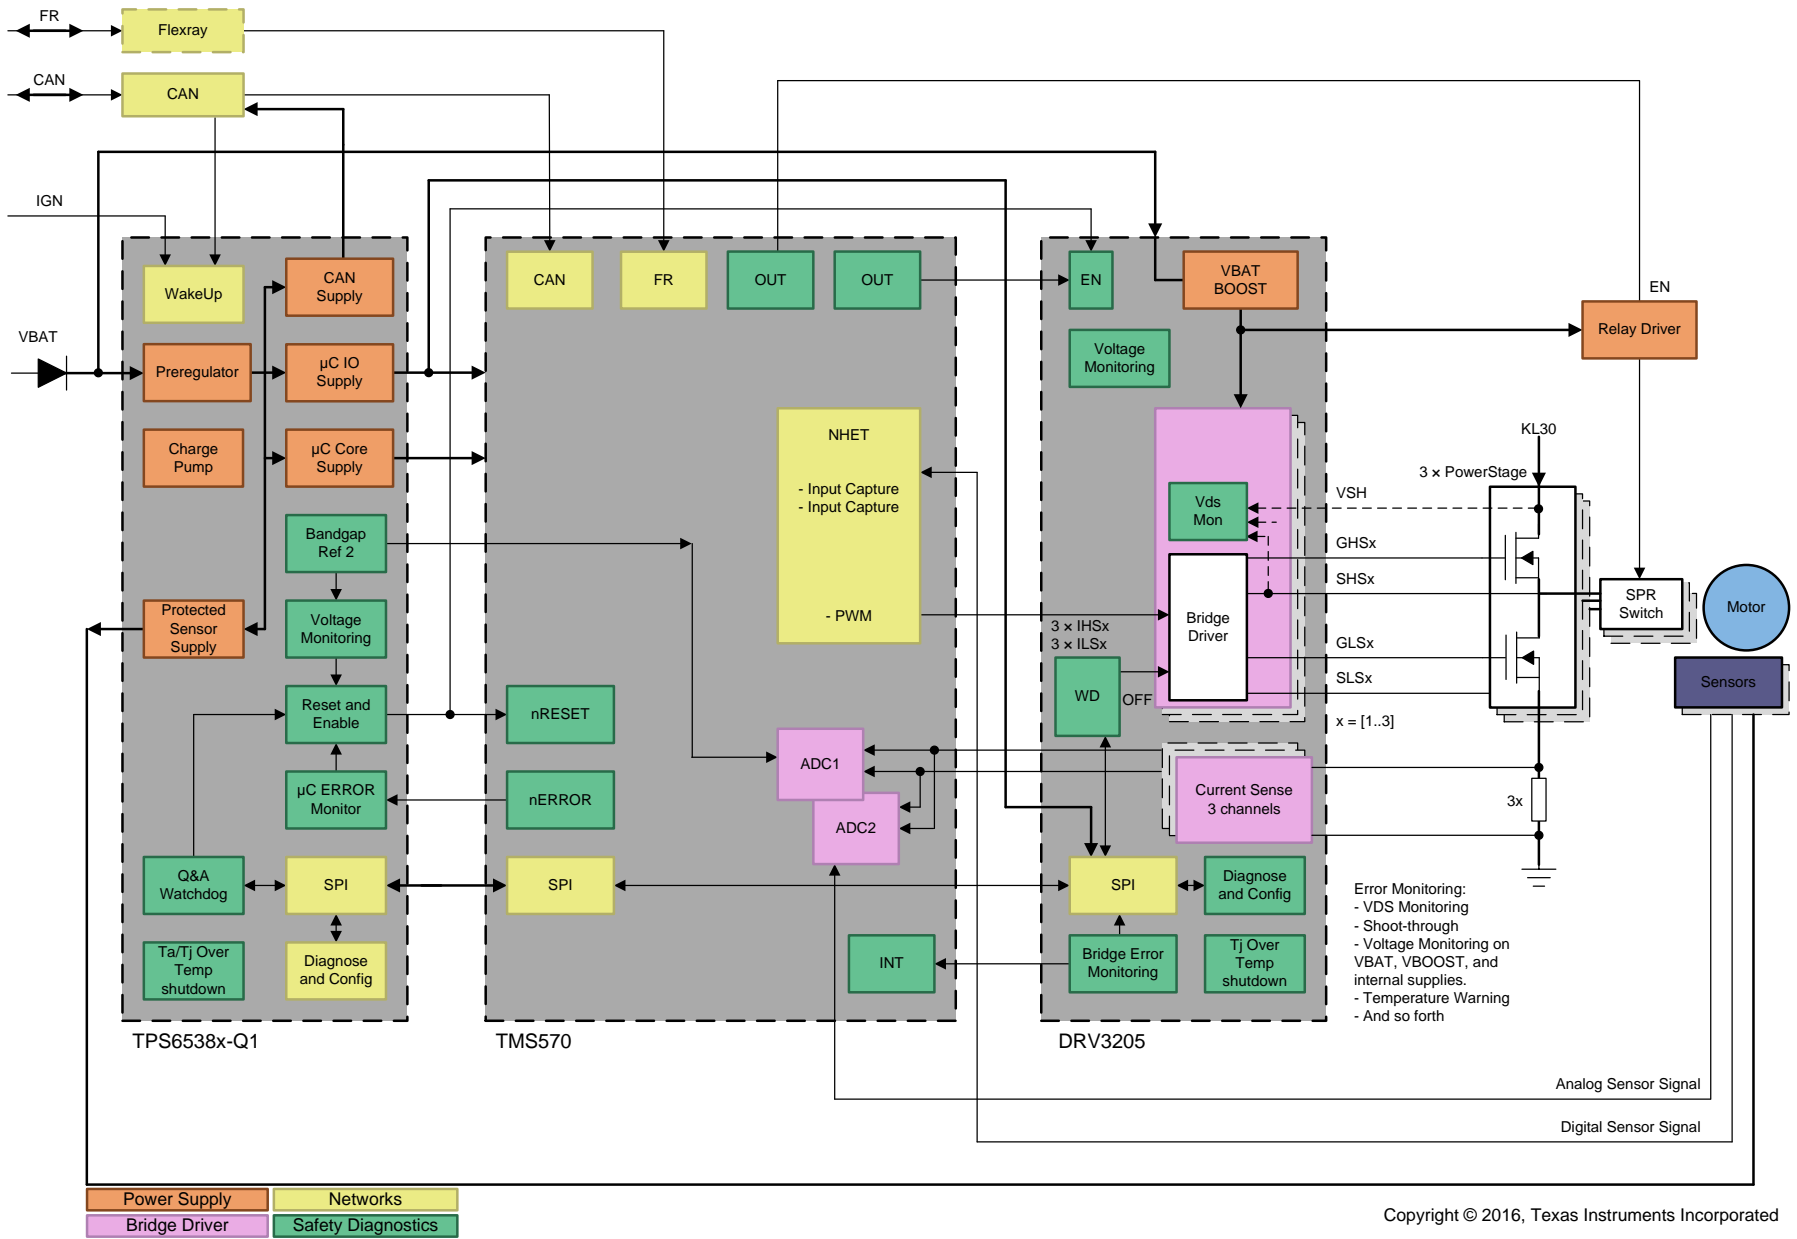 FR
Flexray
CAN
CAN
IGN
VBAT
WakeUp
CAN
Supply
Preregulator
µC IO
Supply
Charge
Pump
µC Core
Supply
Bandgap
Ref 2
Protected
Sensor
Supply
Voltage
Monitoring
Reset and
Enable
µC ERROR
Monitor
Q&A
Watchdog
SPI
Ta/Tj Over
Temp
shutdown
Diagnose
and Config
TPS6538x-Q1
CAN
FR
OUT
OUT
NHET
- Input Capture
- Input Capture
- PWM
nRESET
nERROR
ADC1
ADC2
SPI
INT
TMS570
EN
VBAT
BOOST
Voltage
Monitoring
Vds
Mon
Bridge
Driver
3 × IHSx
3 × ILSx
WD
OFF
Current Sense
3 channels
SPI
Diagnose
and Config
Bridge Error
Monitoring
Tj Over
Temp
shutdown
DRV3205
EN
Relay Driver
KL30
3 × PowerStage
VSH
GHSx
SHSx
GLSx
SLSx
x = [1..3]
SPR
Switch
Motor
Sensors
3x
Error Monitoring:
- VDS Monitoring
- Shoot-through
- Voltage Monitoring on
VBAT, VBOOST, and
internal supplies.
- Temperature Warning
- And so forth
Analog Sensor Signal
Digital Sensor Signal
Power Supply
Networks
Bridge Driver
Safety Diagnostics
Copyright © 2016, Texas Instruments Incorporated